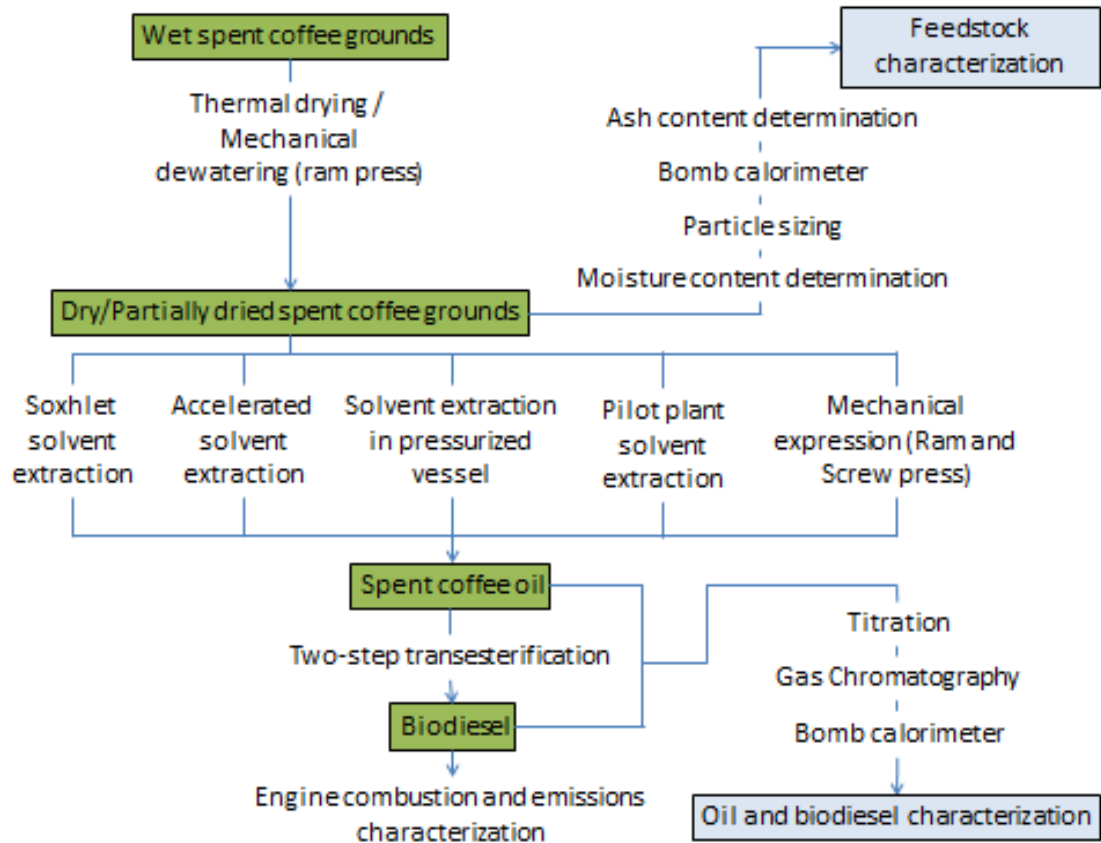 Wet spent coffee grounds
Thermal drying /
Mechanical
dewatering (ram press)
Feedstock
characterization
Ash content determination
Bomb calorimeter
Particle sizing
Moisture content determination
Dry/Partially dried spent coffee grounds
Soxhlet
solvent
extraction
Accelerated
solvent
extraction
Solvent extraction
in pressurized
vessel
Pilot plant
solvent
extraction
Mechanical
expression (Ram and
Screw press)
Spent coffee oil
Two-step transesterification
Biodiesel
Engine combustion and emissions
characterization
Titration
Gas Chromatography
Bomb calorimeter
Oil and biodiesel characterization